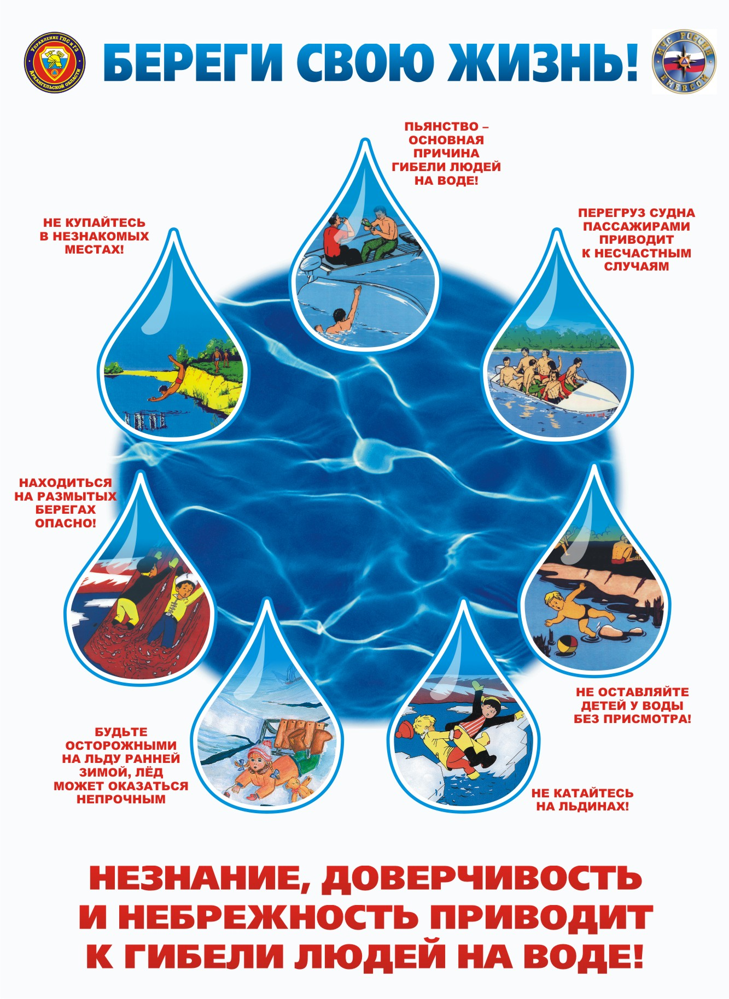 УПРАВЛЕНИЕ ГПС И ГЗ
АРХАНГЕЛЬСКОЙ ОБЛАСТИ
БЕРЕГИ СВОЮ ЖИЗНЬ!
МЧС РОССИИ
EMERCOM
ПЬЯНСТВО –
ОСНОВНАЯ
ПРИЧИНА
ГИБЕЛИ ЛЮДЕЙ
НА ВОДЕ!
НЕ КУПАЙТЕСЬ
В НЕЗНАКОМЫХ
МЕСТАХ!
ПЕРЕГРУЗ СУДНА
ПАССАЖИРАМИ
ПРИВОДИТ
К НЕСЧАСТНЫМ
СЛУЧАЯМ
НАХОДИТЬСЯ
НА РАЗМЫТЫХ
БЕРЕГАХ
ОПАСНО!
НЕ ОСТАВЛЯЙТЕ
ДЕТЕЙ У ВОДЫ
БЕЗ ПРИСМОТРА!
БУДЬТЕ
ОСТОРОЖНЫМИ
НА ЛЬДУ РАННЕЙ
ЗИМОЙ, ЛЁД
МОЖЕТ ОКАЗАТЬСЯ
НЕПРОЧНЫМ
НЕ КАТАЙТЕСЬ
НА ЛЬДИНАХ!
НЕЗНАНИЕ, ДОВЕРЧИВОСТЬ
И НЕБРЕЖНОСТЬ ПРИВОДИТ
К ГИБЕЛИ ЛЮДЕЙ НА ВОДЕ!